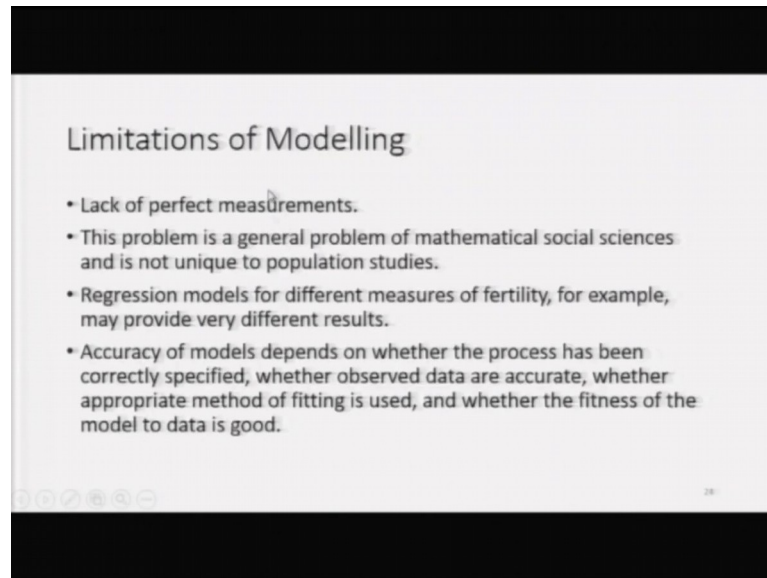 Limitations of Modelling
• Lack of perfect measurements.
• This problem is a general problem of mathematical social sciences
and is not unique to population studies.
• Regression models for different measures of fertility, for example,
may provide very different results.
• Accuracy of models depends on whether the process has been
correctly specified, whether observed data are accurate, whether
appropriate method of fitting is used, and whether the fitness of the
model to data is good.
28